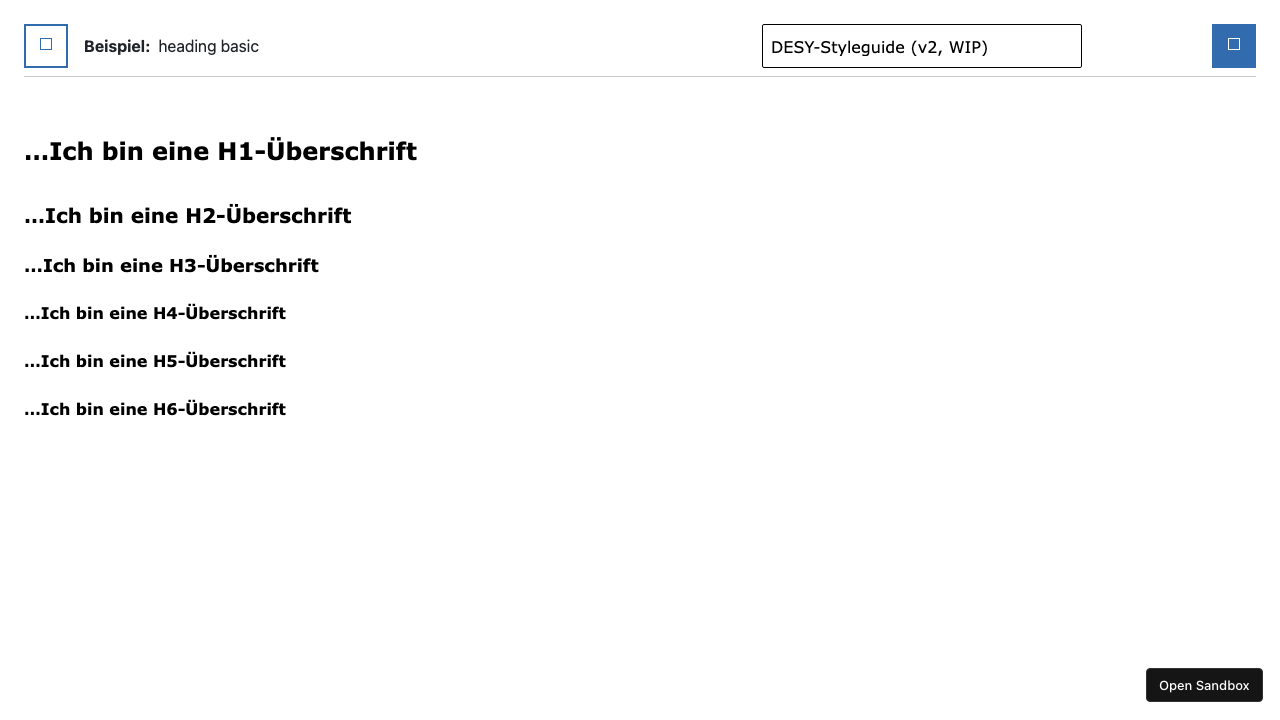 Beispiel: heading basic
DESY-Styleguide (v2, WIP)
...Ich bin eine H1-Überschrift
...Ich bin eine H2-Überschrift
...Ich bin eine H3-Überschrift
...Ich bin eine H4-Überschrift
...Ich bin eine H5-Überschrift
...Ich bin eine H6-Überschrift
Open Sandbox